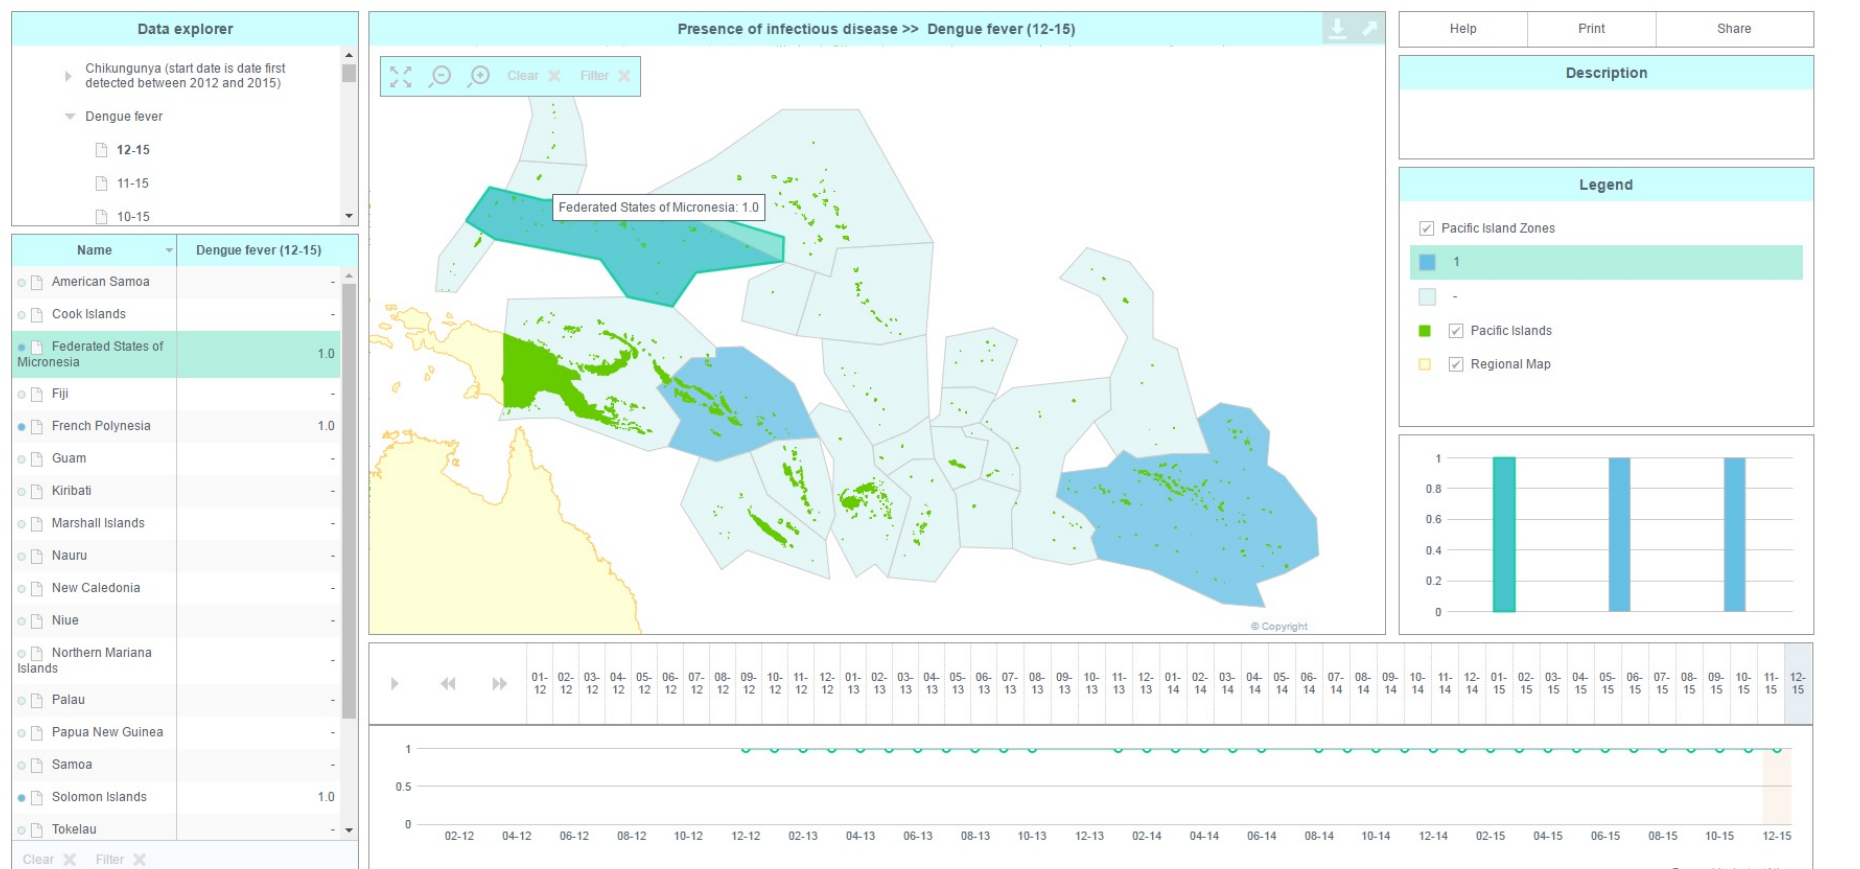 Data explorer
Chikungunya (start date is date first
detected between 2012 and 2015)
Dengue fever
12-15
11-15
10-15
Name
Dengue fever (12-15)
American Samoa -
Cook Islands -
Federated States of
Micronesia 1.0
Fiji -
French Polynesia 1.0
Guam -
Kiribati -
Marshall Islands -
Nauru -
New Caledonia -
Niue -
Northern Mariana
Islands -
Palau -
Papua New Guinea -
Samoa -
Solomon Islands 1.0
Tokelau -
Clear
Filter
Presence of infectious disease >> Dengue fever (12-15)
Clear
Filter
Federated States of Micronesia: 1.0
© Copyright
01-12 02-12 03-12 04-12 05-12 06-12 07-12 08-12 09-12 10-12 11-12 12-12 01-13 02-13 03-13 04-13 05-13 06-13 07-13 08-13 09-13 10-13 11-13 12-13 01-14 02-14 03-14 04-14 05-14 06-14 07-14 08-14 09-14 10-14 11-14 12-14 01-15 02-15 03-15 04-15 05-15 06-15 07-15 08-15 09-15 10-15 11-15 12-15
1
0.5
0
02-12 04-12 06-12 08-12 10-12 12-12 02-13 04-13 06-13 08-13 10-13 12-13 02-14 04-14 06-14 08-14 10-14 12-14 02-15 04-15 06-15 08-15 10-15 12-15
Help
Print
Share
Description
Legend
Pacific Island Zones
1
-
Pacific Islands
Regional Map
1
0.8
0.6
0.4
0.2
0